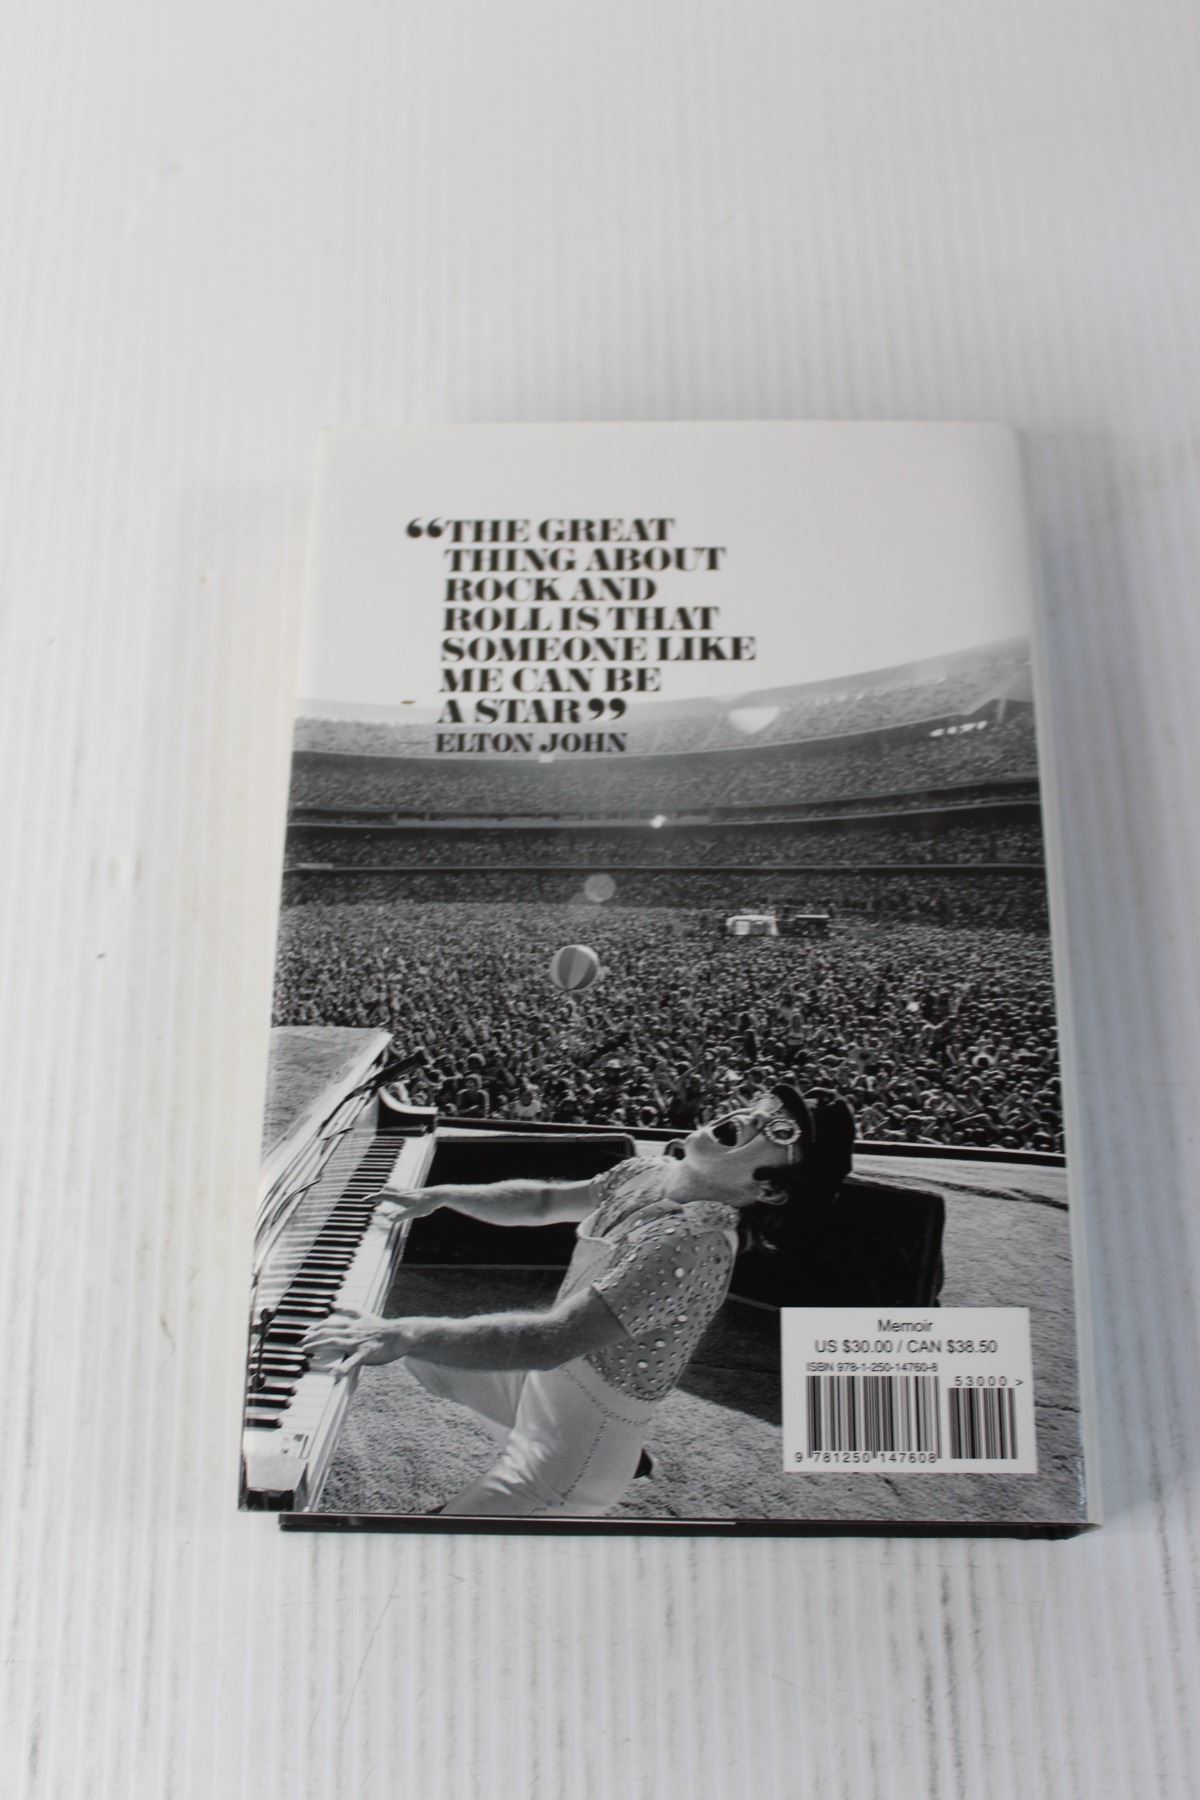 “THE GREAT
THING ABOUT
ROCK AND
ROLL IS THAT
SOMEONE LIKE
ME CAN BE
A STAR”
ELTON JOHN
Memoir
US $30.00 / CAN $38.50
ISBN 978-1-250-14760-8
53000 >
9 781250 147608